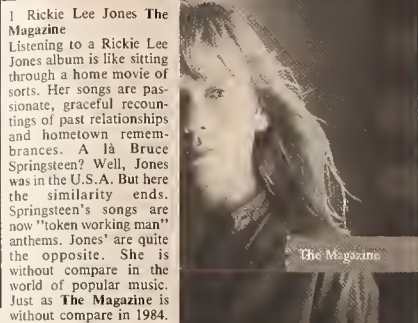 1 Rickie Lee Jones The
Magazine
Listening to a Rickie Lee
Jones album is like sitting
through a home movie of
sorts. Her songs are pas-
sionate, graceful recoun-
tings of past relationships
and hometown remem-
brances. A là Bruce
Springsteen? Well, Jones
was in the U.S.A. But here
the similarity ends.
Springsteen's songs are
now "token working man"
anthems. Jones' are quite
the opposite. She is
without compare in the
world of popular music.
Just as The Magazine is
without compare in 1984.
The Magazine